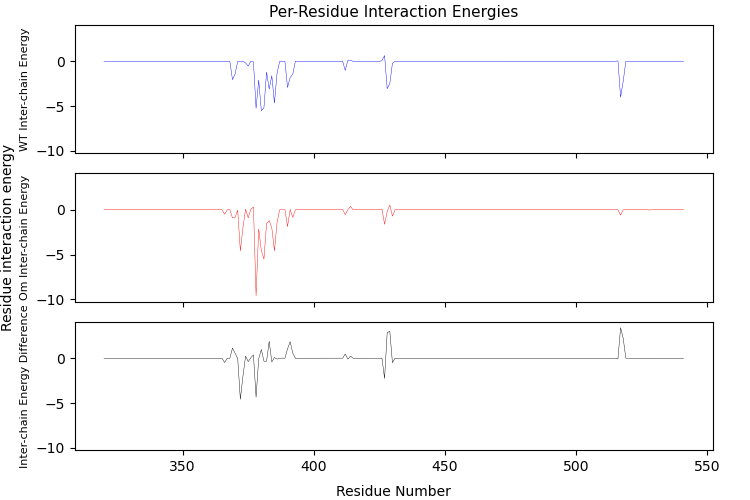 Per-Residue Interaction Energies
WT Inter-chain Energy
0
−5
−10
Residue interaction energy
Om Inter-chain Energy
0
−5
−10
Inter-chain Energy Difference
0
−5
−10
350
400
450
500
550
Residue Number